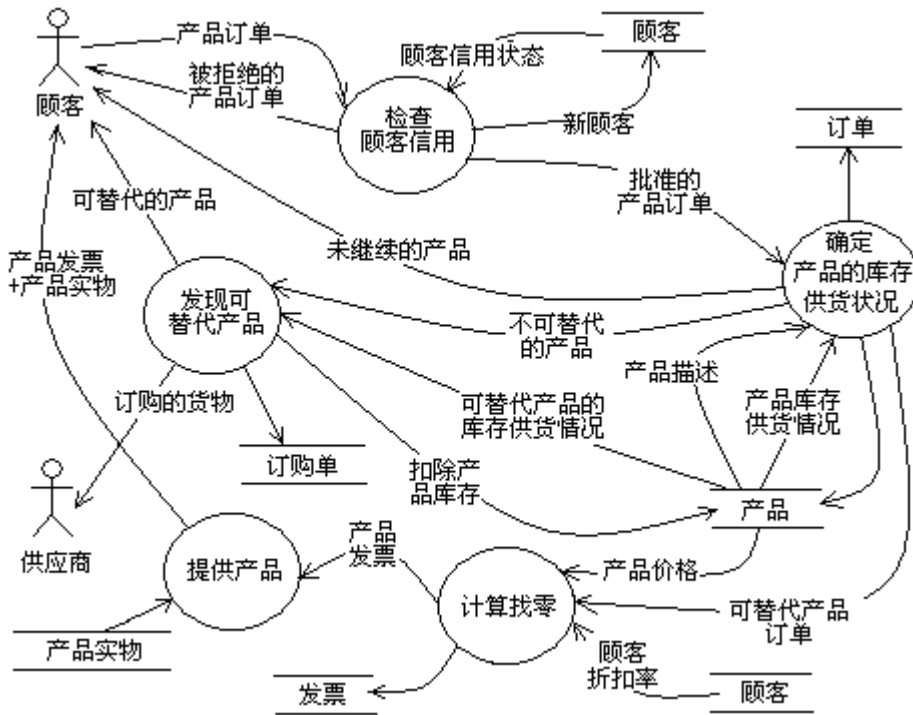 产品订单
顾客
顾客信用状态
被拒绝的
产品订单
顾客
检查
顾客信用
新顾客
订单
批准的
产品订单
可替代的产品
未继续的产品
确定
产品的库存
供货状况
产品发票
+产品实物
发现可
替代产品
不可替代
的产品
产品描述
产品库存
供货情况
订购的货物
可替代产品的
库存供货情况
订购单
扣除产
品库存
产品
供应商
产品
发票
提供产品
产品价格
计算找零
可替代产品
订单
产品实物
顾客
折扣率
发票
顾客